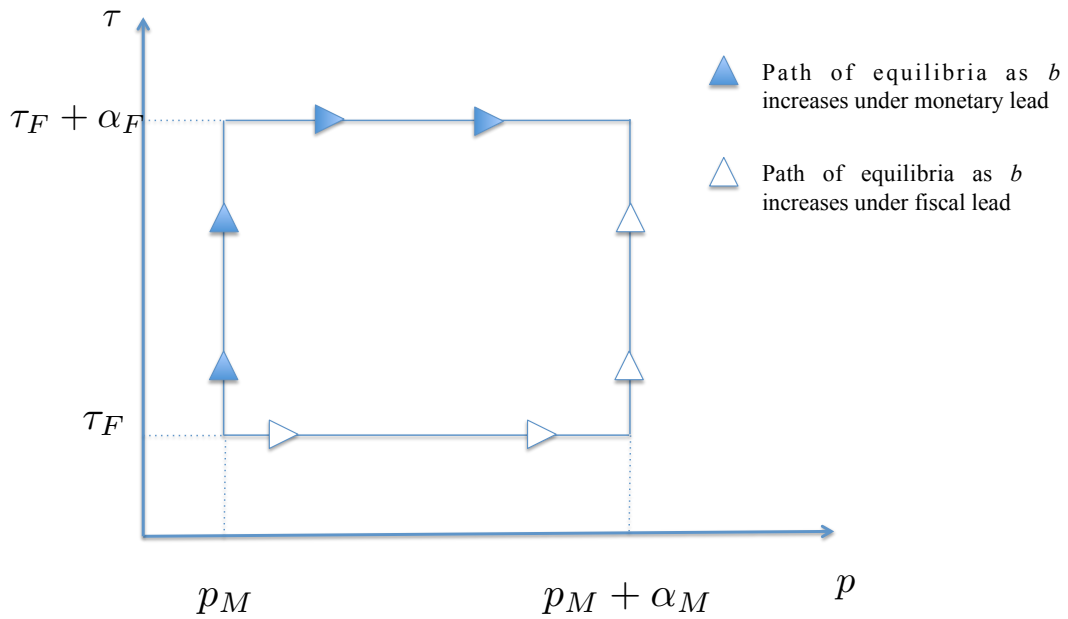 τ
Path of equilibria as b
increases under monetary lead
τ_F + α_F
Path of equilibria as b
increases under fiscal lead
τ_F
p_M
p_M + α_M
p